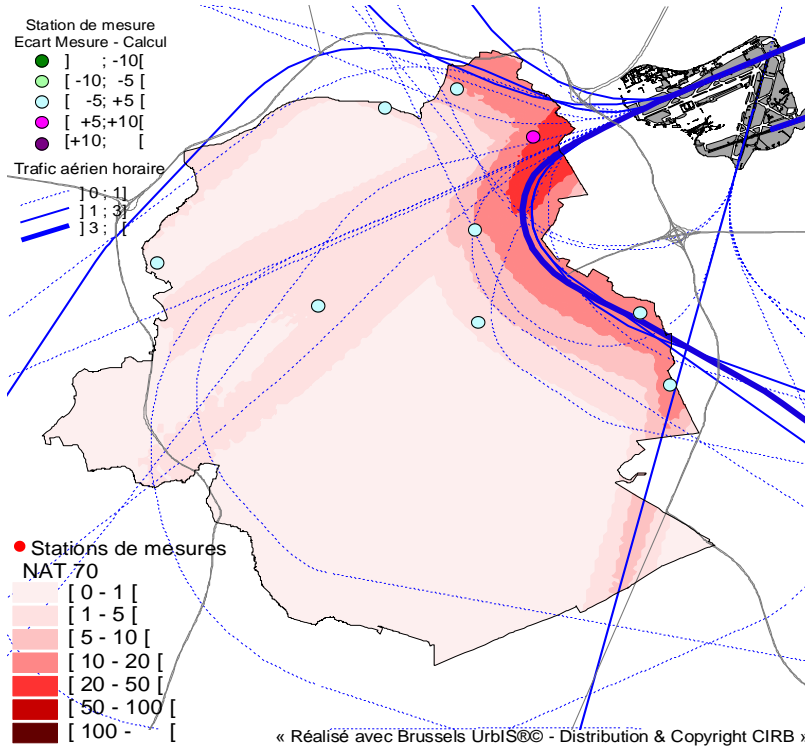 Station de mesure
Ecart Mesure - Calcul
] ; -10[
[ -10; -5 [
[ -5; +5 [
[ +5;+10[
[+10; [
Trafic aérien horaire
] 0 ; 1]
] 1 ; 3]
] 3 ; [
Stations de mesures
NAT 70
[ 0 - 1 [
[ 1 - 5 [
[ 5 - 10 [
[ 10 - 20 [
[ 20 - 50 [
[ 50 - 100 [
[ 100 - [
« Réalisé avec Brussels UrbIS®© - Distribution & Copyright CIRB »